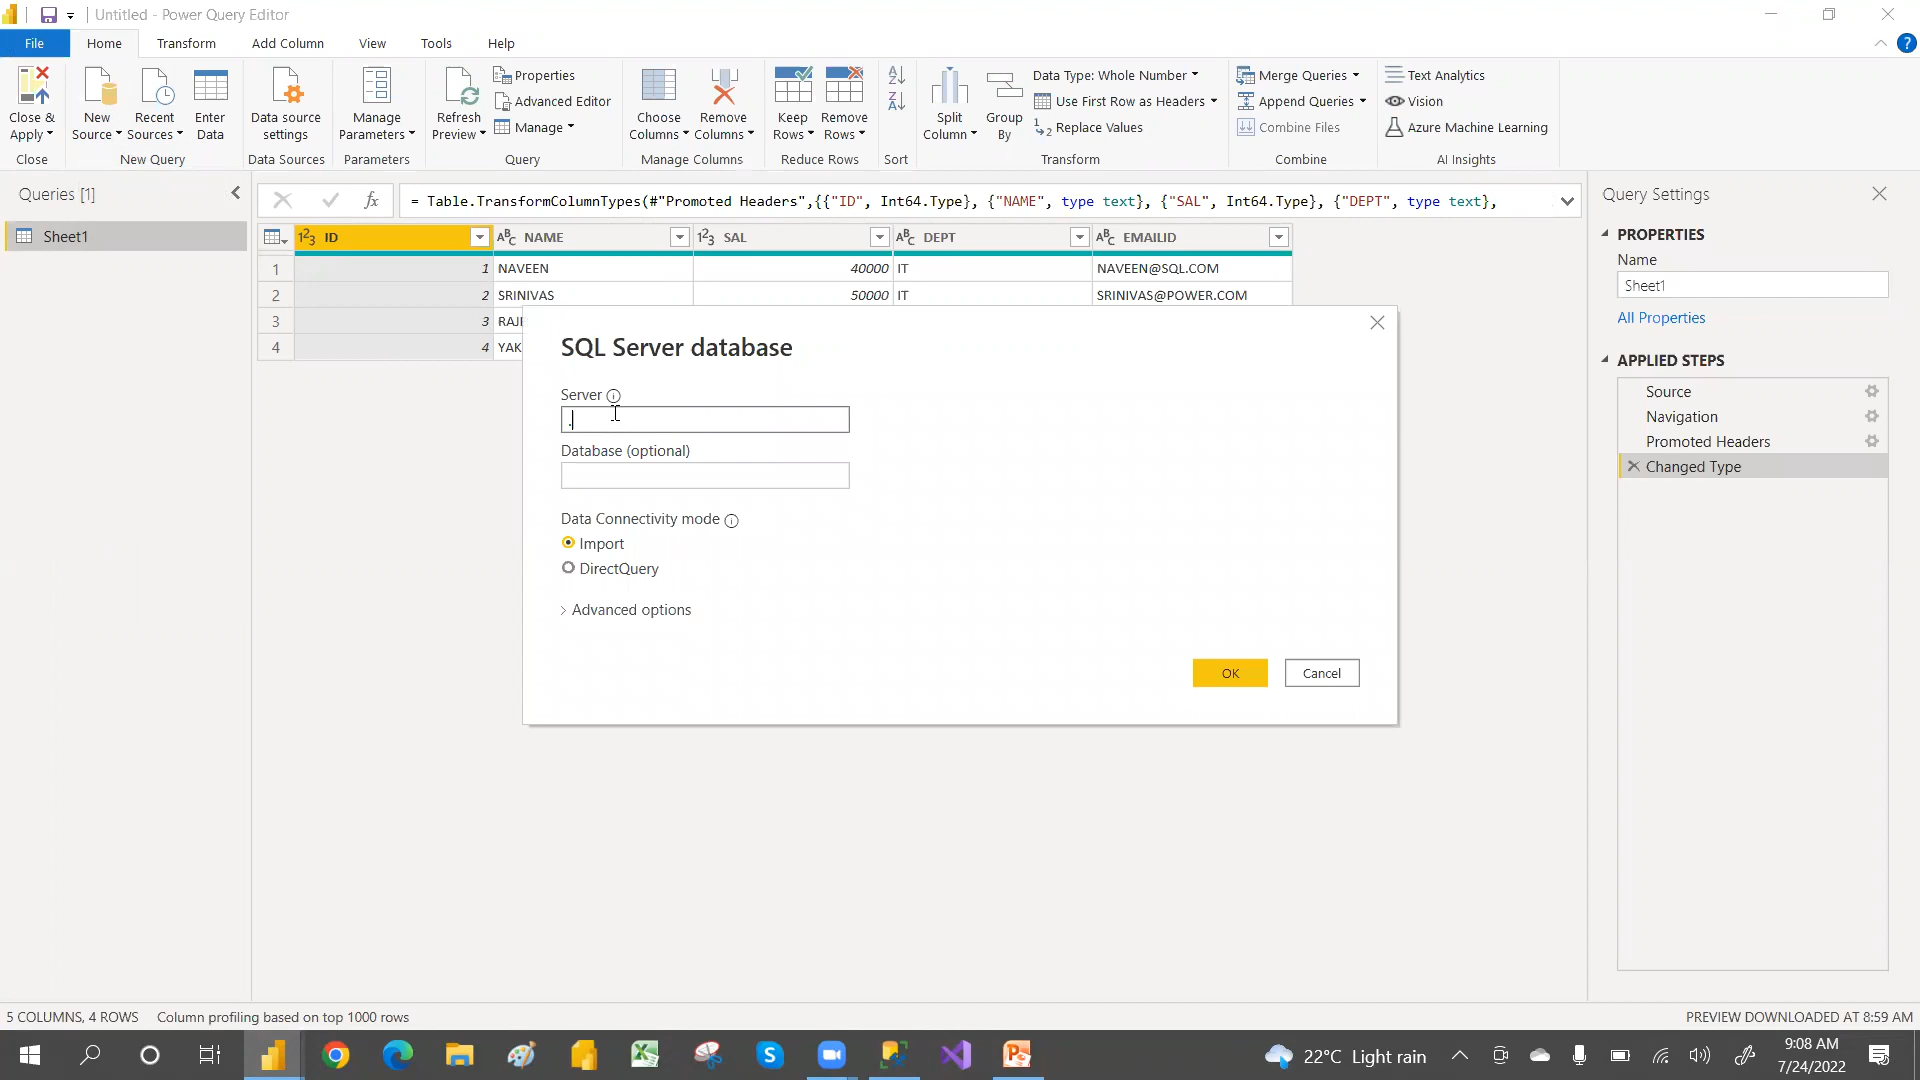 Untitled - Power Query Editor
File
Home
Transform
Add Column
View
Tools
Help
Close & Apply
New Source
Recent Sources
Enter Data
Data source settings
Manage Parameters
Refresh Preview
Properties
Advanced Editor
Manage
Choose Columns
Remove Columns
Keep Rows
Remove Rows
Split Column
Group By
Data Type: Whole Number
Use First Row as Headers
Replace Values
Merge Queries
Append Queries
Combine Files
Text Analytics
Vision
Azure Machine Learning
Close
New Query
Data Sources
Parameters
Query
Manage Columns
Reduce Rows
Sort
Transform
Combine
AI Insights
Queries [1]
Sheet1
= Table.TransformColumnTypes(#"Promoted Headers",{{"ID", Int64.Type}, {"NAME", type text}, {"SAL", Int64.Type}, {"DEPT", type text},
ID NAME SAL DEPT EMAILID
1 1 NAVEEN 40000 IT NAVEEN@SQL.COM
2 2 SRINIVAS 50000 IT SRINIVAS@POWER.COM
3 3
4 4 YAK
SQL Server database
Server
.
Database (optional)
Data Connectivity mode
Import
DirectQuery
Advanced options
OK
Cancel
Query Settings
PROPERTIES
Name
Sheet1
All Properties
APPLIED STEPS
Source
Navigation
Promoted Headers
Changed Type
5 COLUMNS, 4 ROWS
Column profiling based on top 1000 rows
PREVIEW DOWNLOADED AT 8:59 AM
22°C Light rain
9:08 AM
7/24/2022